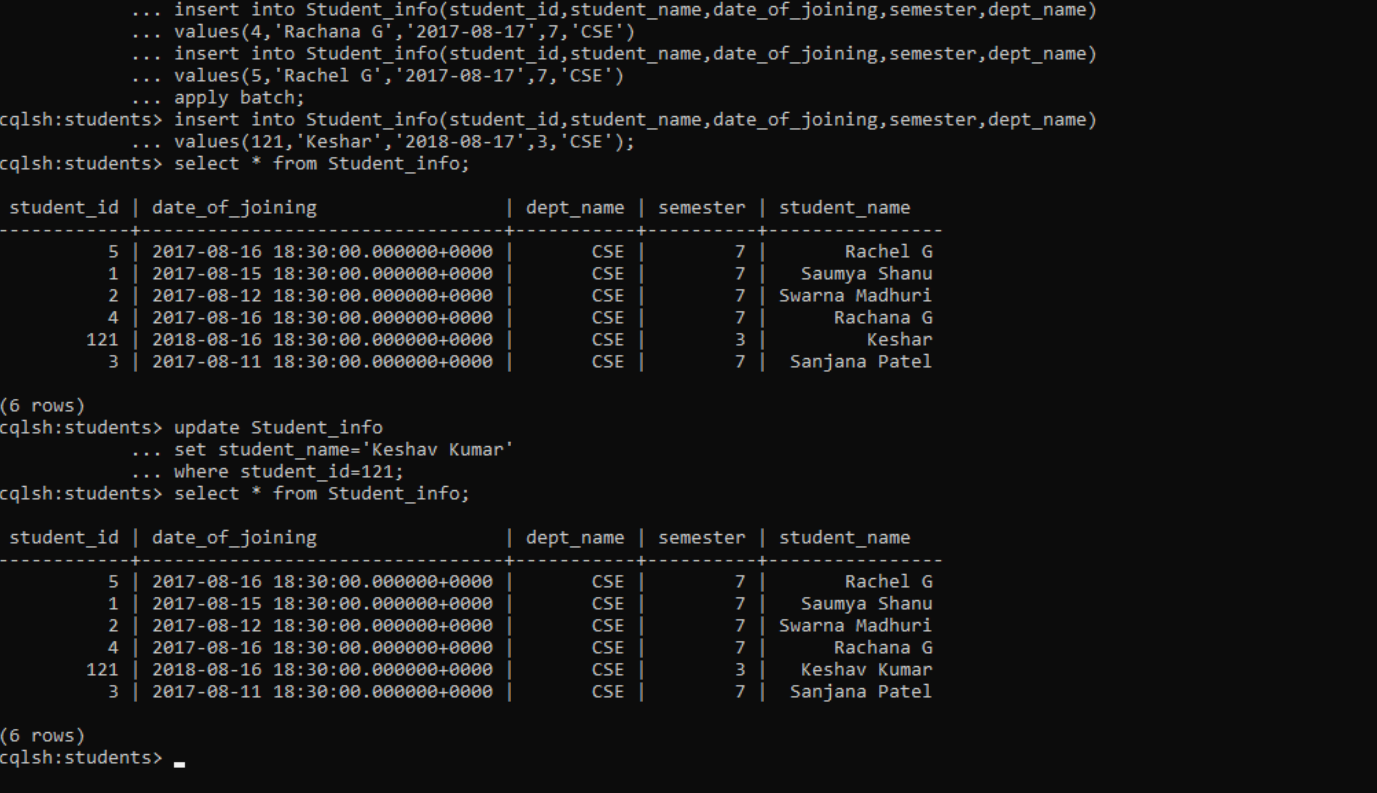 ... insert into Student_info(student_id,student_name,date_of_joining,semester,dept_name)
... values(4,'Rachana G','2017-08-17',7,'CSE')
... insert into Student_info(student_id,student_name,date_of_joining,semester,dept_name)
... values(5,'Rachel G','2017-08-17',7,'CSE')
... apply batch;
cqlsh:students> insert into Student_info(student_id,student_name,date_of_joining,semester,dept_name)
... values(121,'Keshar','2018-08-17',3,'CSE');
cqlsh:students> select * from Student_info;
student_id | date_of_joining | dept_name | semester | student_name
------------+---------------------------------+-----------+----------+----------------
5 | 2017-08-16 18:30:00.000000+0000 | CSE | 7 | Rachel G
1 | 2017-08-15 18:30:00.000000+0000 | CSE | 7 | Saumya Shanu
2 | 2017-08-12 18:30:00.000000+0000 | CSE | 7 | Swarna Madhuri
4 | 2017-08-16 18:30:00.000000+0000 | CSE | 7 | Rachana G
121 | 2018-08-16 18:30:00.000000+0000 | CSE | 3 | Keshar
3 | 2017-08-11 18:30:00.000000+0000 | CSE | 7 | Sanjana Patel
(6 rows)
cqlsh:students> update Student_info
... set student_name='Keshav Kumar'
... where student_id=121;
cqlsh:students> select * from Student_info;
student_id | date_of_joining | dept_name | semester | student_name
------------+---------------------------------+-----------+----------+----------------
5 | 2017-08-16 18:30:00.000000+0000 | CSE | 7 | Rachel G
1 | 2017-08-15 18:30:00.000000+0000 | CSE | 7 | Saumya Shanu
2 | 2017-08-12 18:30:00.000000+0000 | CSE | 7 | Swarna Madhuri
4 | 2017-08-16 18:30:00.000000+0000 | CSE | 7 | Rachana G
121 | 2018-08-16 18:30:00.000000+0000 | CSE | 3 | Keshav Kumar
3 | 2017-08-11 18:30:00.000000+0000 | CSE | 7 | Sanjana Patel
(6 rows)
cqlsh:students>